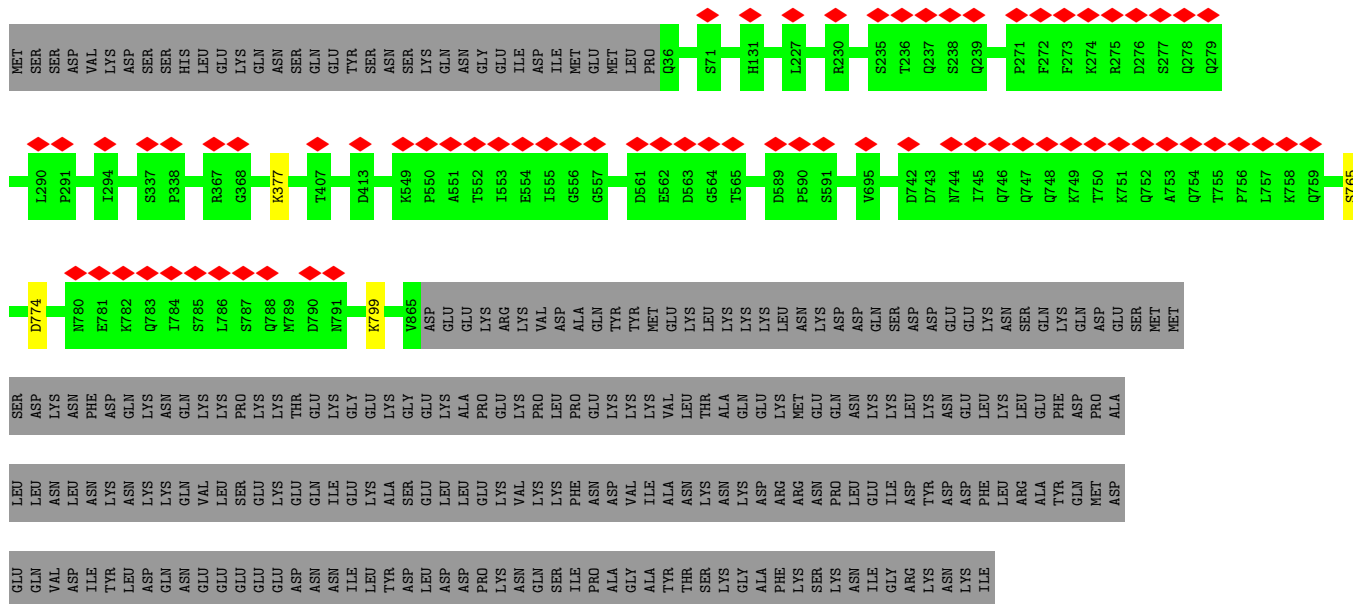 MET SER SER ASP VAL LYS ASP SER SER HIS LEU GLU LYS GLN ASN SER GLN GLU TYR SER ASN SER LYS GLN ASN GLY GLU ILE ASP ILE MET GLU MET LEU PRO Q36 S71 H131 L227 R230 S235 T236 Q237 S238 Q239 P271 F272 F273 K274 R275 D276 S277 Q278 Q279
L290 P291 I294 S337 P338 R367 G368 K377 T407 D413 K549 P550 A551 T552 I553 E554 I555 G556 G557 D561 E562 D563 G564 T565 D589 P590 S591 V695 D742 D743 N744 I745 Q746 Q747 Q748 K749 T750 K751 Q752 A753 Q754 T755 P756 L757 K758 Q759 S765
D774 N780 E781 K782 Q783 I784 S785 L786 S787 Q788 M789 D790 N791 K799 V865 ASP GLU GLU LYS ARG LYS VAL ASP ALA GLN TYR TYR MET GLU LYS LEU LYS LYS LYS LEU ASN LYS ASP ASP GLN SER ASP ASP GLU GLU LYS ASN SER GLN LYS GLN ASP GLU SER MET MET
SER ASP LYS ASN PHE ASP GLN LYS ASN GLN LYS LYS PRO LYS LYS THR GLU LYS GLY GLU LYS GLY GLU LYS ALA PRO GLU LYS PRO LEU PRO GLU LYS LYS LYS VAL LEU THR ALA GLN GLU LYS MET GLU GLN ASN LYS LYS LEU LYS ASN GLU LEU LYS LEU GLU PHE ASP PRO ALA
LEU LEU ASN LEU ASN LYS ASN LYS LYS GLN VAL LEU SER GLU LYS GLU GLN ILE GLU LYS ALA SER GLU LEU LEU GLU LYS VAL LYS LYS PHE ASN ASP VAL ILE ALA ASN LYS ASN LYS ASP ARG ARG ASN PRO LEU GLU ILE ASP TYR ASP ASP PHE LEU ARG ALA TYR GLN MET ASP
GLU GLN VAL ASP ILE TYR LEU ASP GLN ASN GLU GLU GLU GLU GLU ASP ASN ASN ILE LEU TYR ASP LEU ASP ASP PRO LYS ASN GLN SER ILE PRO ALA GLY ALA TYR THR SER LYS GLY ALA PHE LYS SER LYS ASN ILE GLY ARG LYS ASN LYS ILE